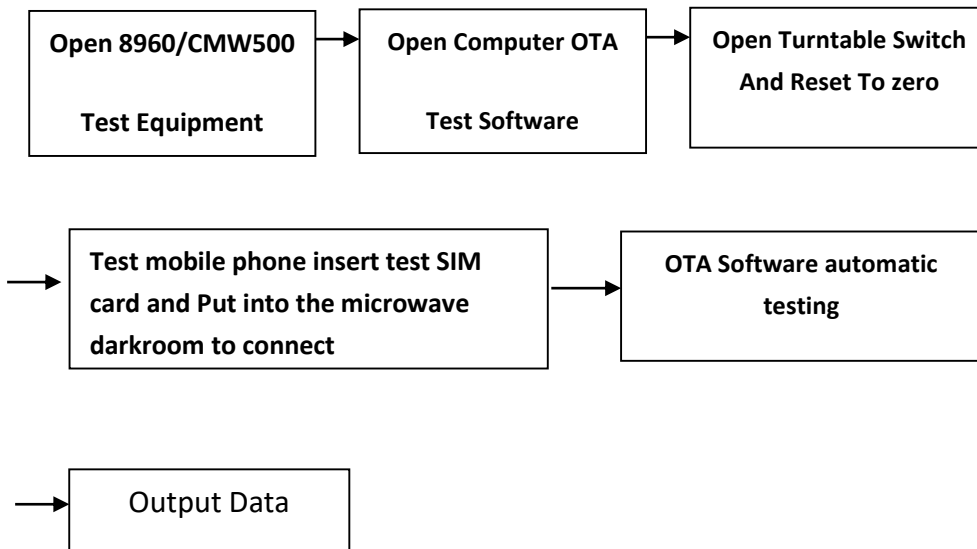 Open 8960/CMW500
Test Equipment
Open Computer OTA
Test Software
Open Turntable Switch
And Reset To zero
Test mobile phone insert test SIM
card and Put into the microwave
darkroom to connect
OTA Software automatic
testing
Output Data